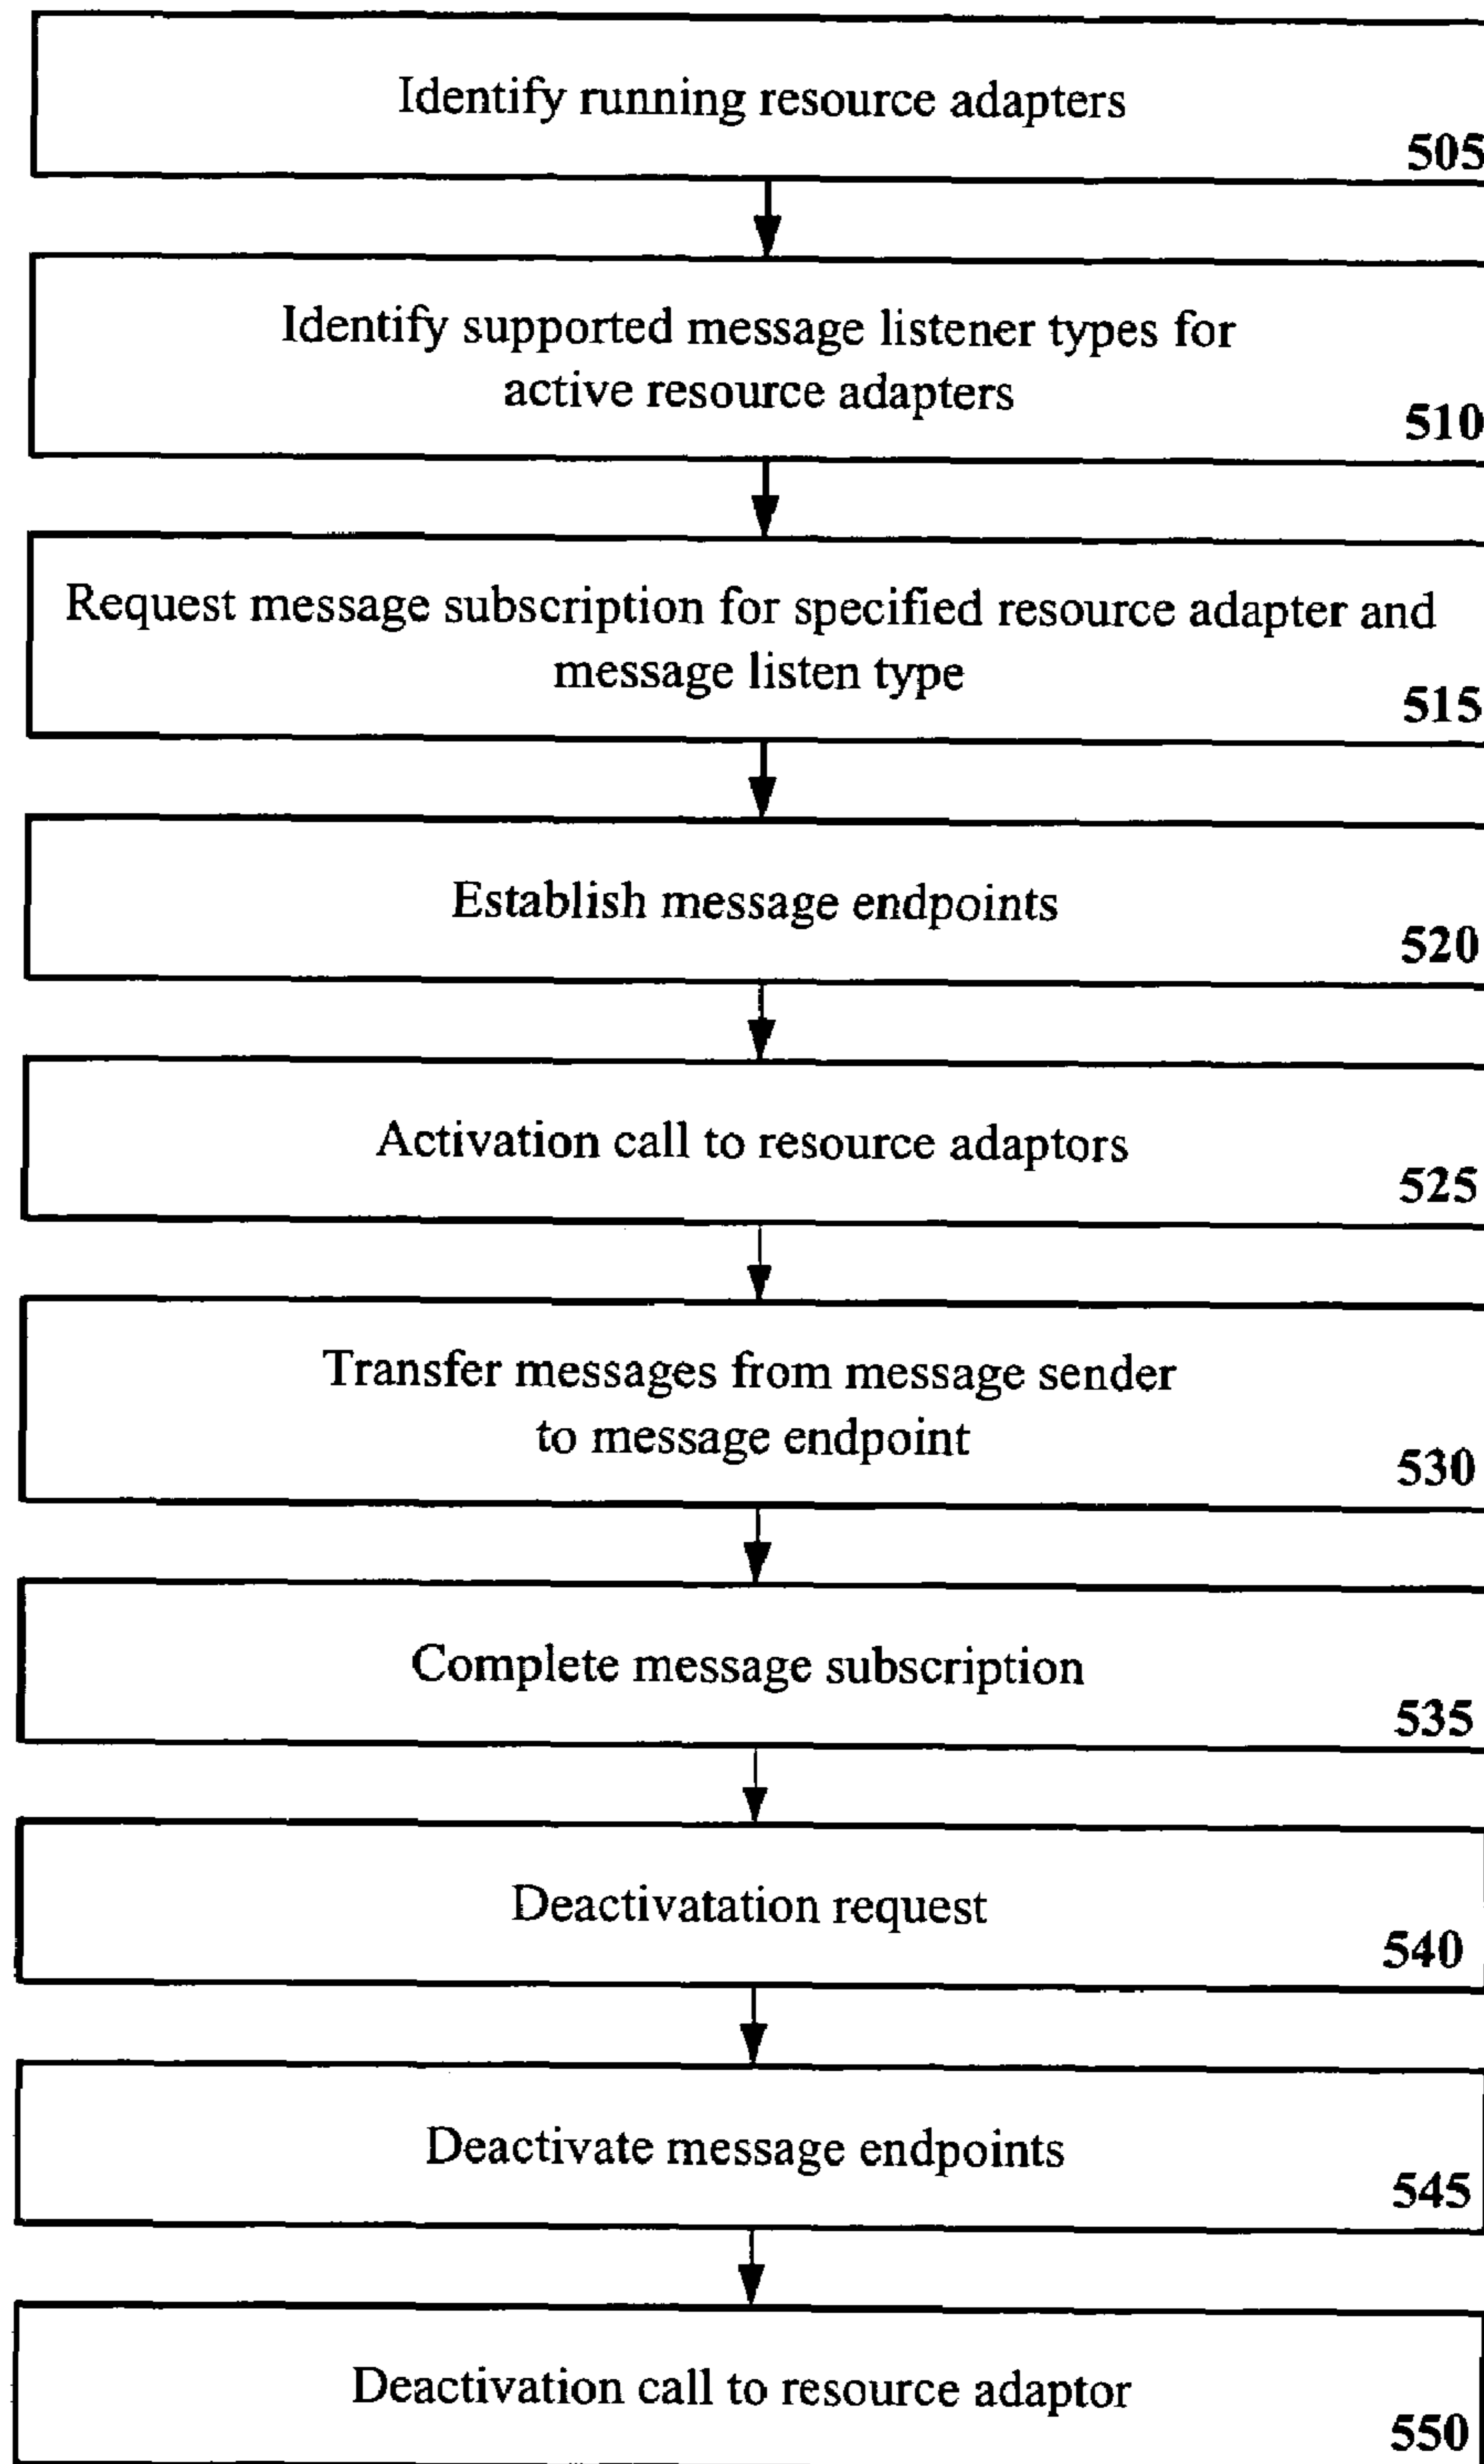 Identify running resource adapters
505
Identify supported message listener types for
active resource adapters
510
Request message subscription for specified resource adapter and
message listen type
515
Establish message endpoints
520
Activation call to resource adaptors
525
Transfer messages from message sender
to message endpoint
530
Complete message subscription
535
Deactivatation request
540
Deactivate message endpoints
545
Deactivation call to resource adaptor
550